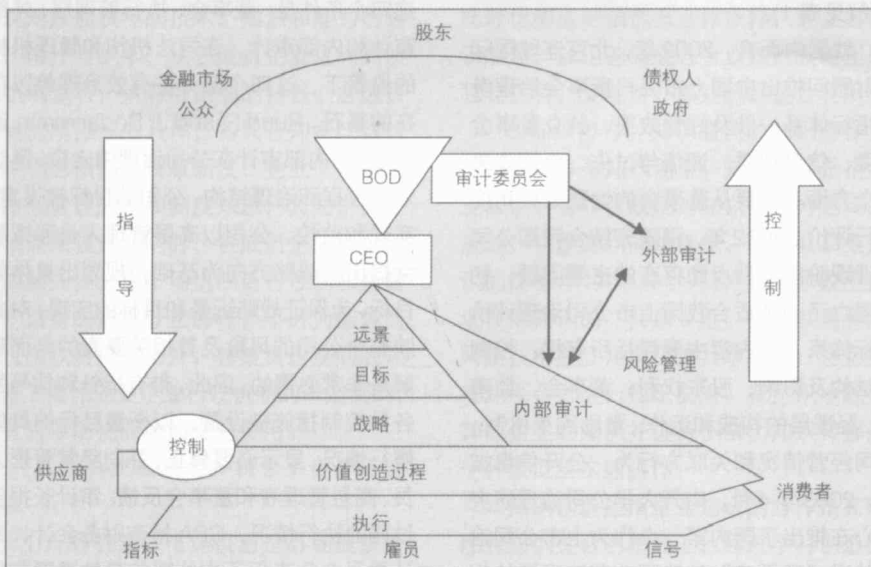 股东
金融市场
公众
债权人
政府
BOD
审计委员会
指
导
控
制
CEO
外部审计
远景
目标
风险管理
战略
内部审计
控制
供应商
价值创造过程
消费者
执行
指标
雇员
信号